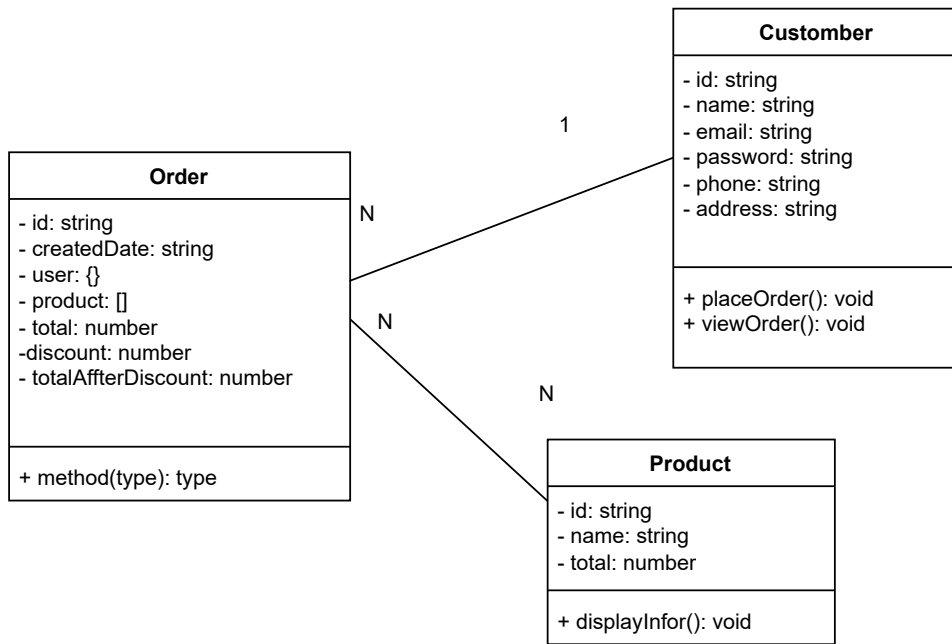 Customber
- id: string
- name: string
- email: string
- password: string
- phone: string
- address: string
+ placeOrder(): void
+ viewOrder(): void
1
N
Order
- id: string
- createdDate: string
- user: {}
- product: []
- total: number
-discount: number
- totalAffterDiscount: number
+ method(type): type
N
N
Product
- id: string
- name: string
- total: number
+ displayInfor(): void